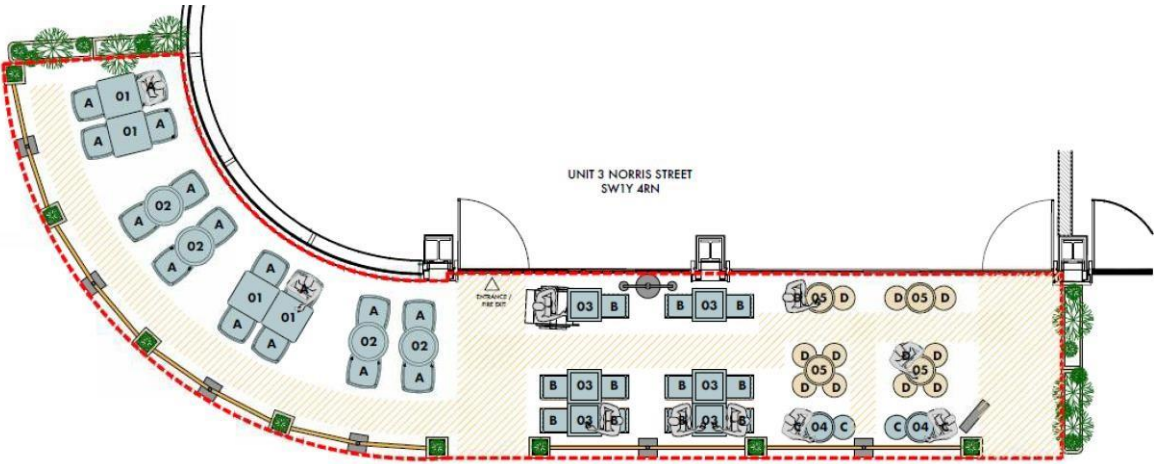 UNIT 3 NORRIS STREET
SW1Y 4RN
A 01 A
A 01 A
A
02
A
A
02
A
A
01 A
A 01
A
A A
02 02
A A
ENTRANCE /
FIRE EXIT
03 B B 03 B D 05 D D 05 D
D D D D
05 05
D D D D
B 03 B B 03 B
B 03 B B 03 B C 04 C C 04 C